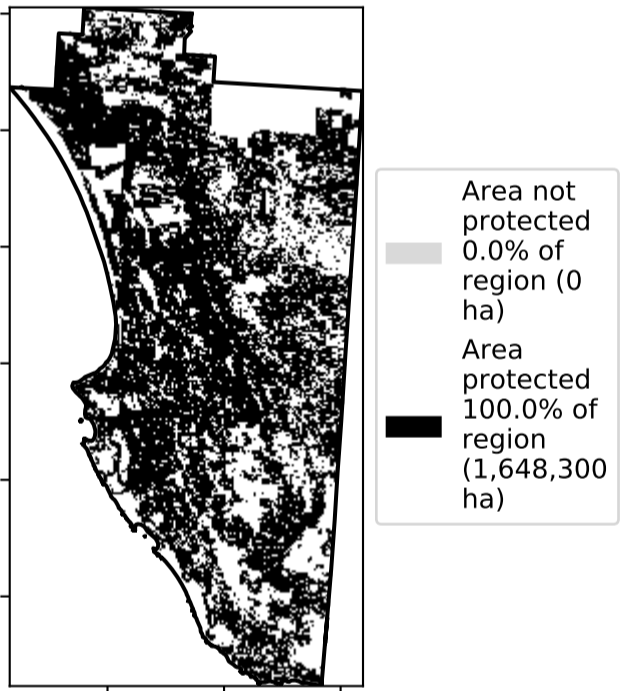 Area not
protected
0.0% of
region (0
ha)
Area
protected
100.0% of
region
(1,648,300
ha)